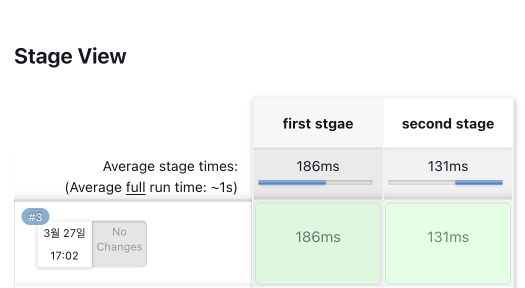 Stage View
first stgae
second stage
Average stage times:
186ms
131ms
(Average full run time: ~1s)
#3
3월 27일
17:02
No
Changes
186ms
131ms